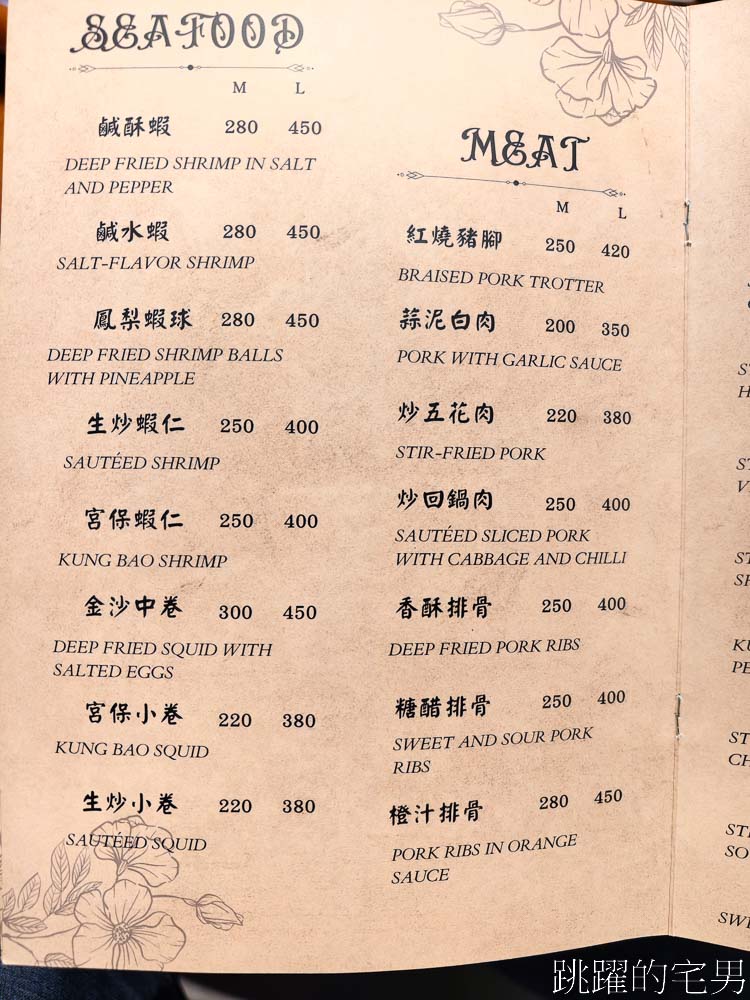 SEAFOOD
M L
鹹酥蝦 280 450
DEEP FRIED SHRIMP IN SALT
AND PEPPER
鹹水蝦 280 450
SALT-FLAVOR SHRIMP
鳳梨蝦球 280 450
DEEP FRIED SHRIMP BALLS
WITH PINEAPPLE
生炒蝦仁 250 400
SAUTÉED SHRIMP
宮保蝦仁 250 400
KUNG BAO SHRIMP
金沙中卷 300 450
DEEP FRIED SQUID WITH
SALTED EGGS
宮保小卷 220 380
KUNG BAO SQUID
生炒小卷 220 380
SAUTÉED SQUID
MEAT
M L
紅燒豬腳 250 420
BRAISED PORK TROTTER
蒜泥白肉 200 350
PORK WITH GARLIC SAUCE
炒五花肉 220 380
STIR-FRIED PORK
炒回鍋肉 250 400
SAUTÉED SLICED PORK
WITH CABBAGE AND CHILLI
香酥排骨 250 400
DEEP FRIED PORK RIBS
糖醋排骨 250 400
SWEET AND SOUR PORK
RIBS
橙汁排骨 280 450
PORK RIBS IN ORANGE
SAUCE
跳躍的宅男